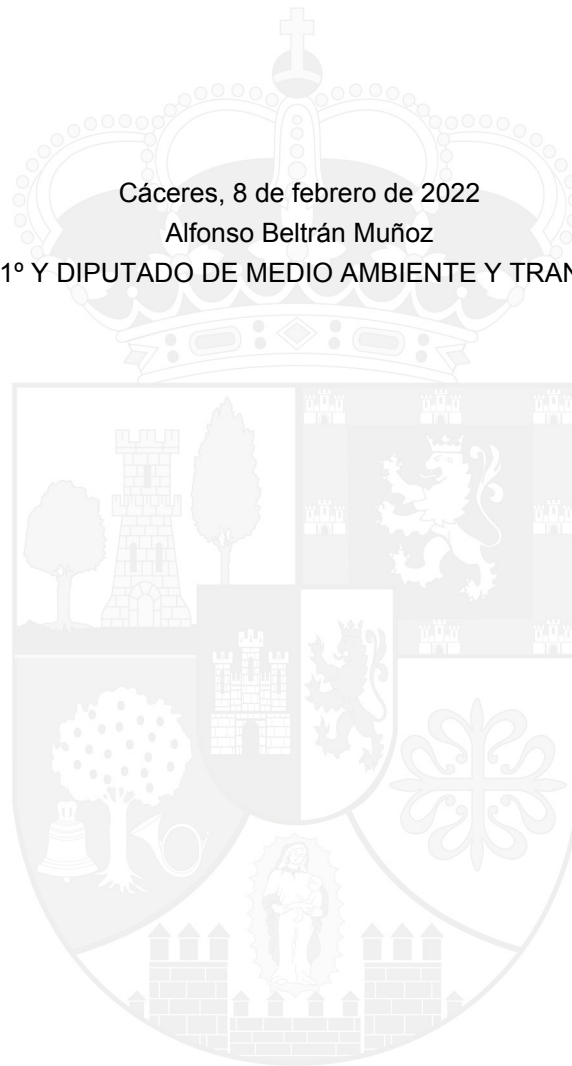 Cáceres, 8 de febrero de 2022
Alfonso Beltrán Muñoz
1º Y DIPUTADO DE MEDIO AMBIENTE Y TRAN